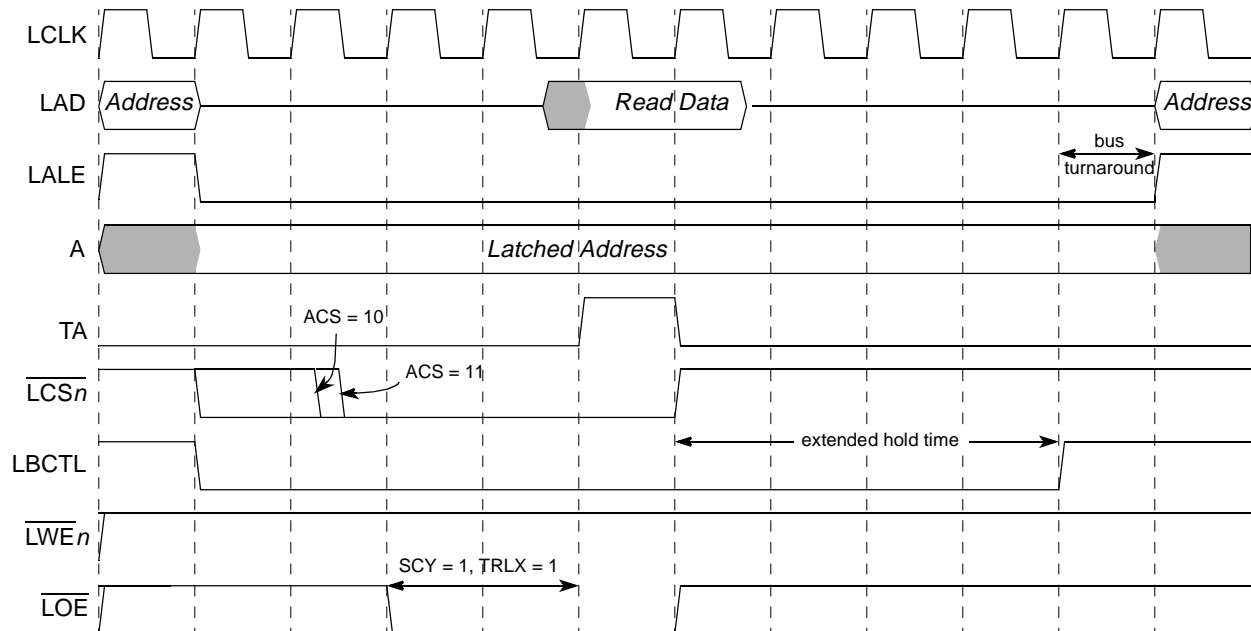 LCLK
LAD Address Read Data Address
LALE bus
turnaround
A Latched Address
TA ACS = 10
LCSn ACS = 11
LBCTL extended hold time
LWEn
LOE SCY = 1, TRLX = 1